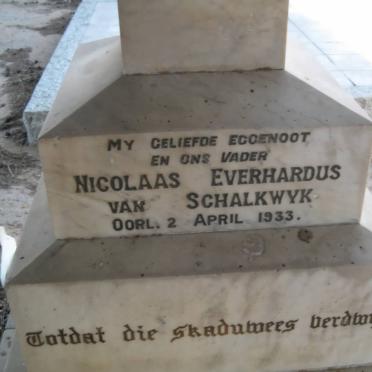 MY GELIEFDE EGGENOOT
EN ONS VADER
NICOLAAS EVERHARDUS
VAN SCHALKWYK
OORL. 2 APRIL 1933.
Totdat die skaduwees